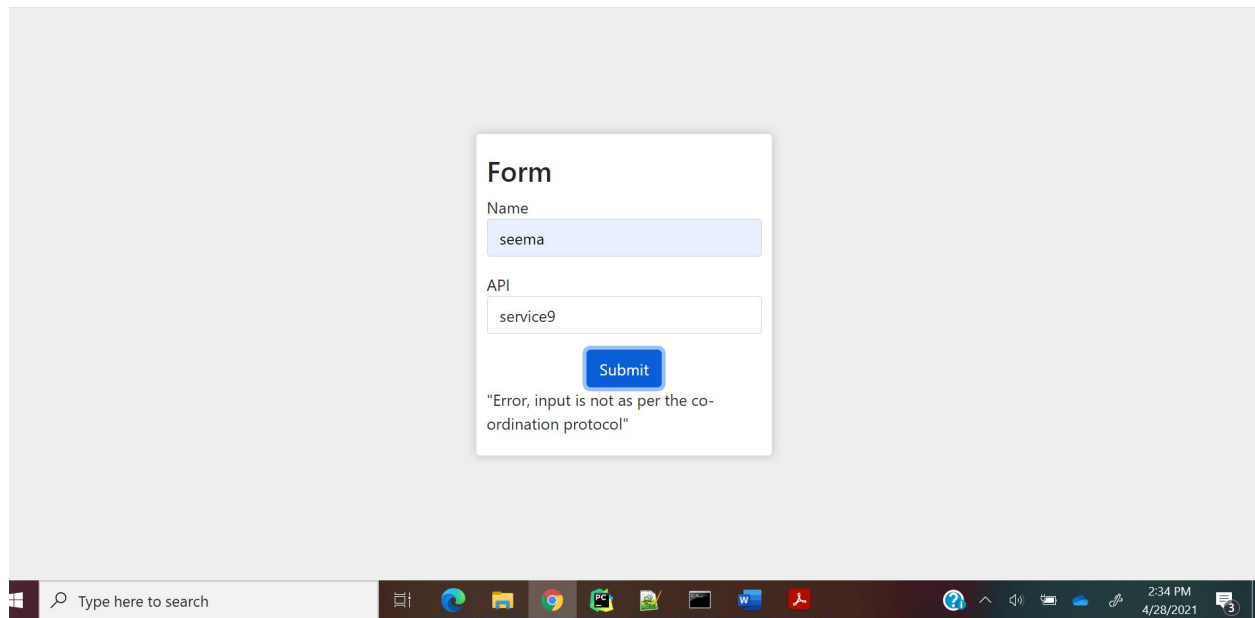 Form
Name
seema
API
service9
Submit
"Error, input is not as per the co-
ordination protocol"
Type here to search
PC
W
2:34 PM
4/28/2021
3